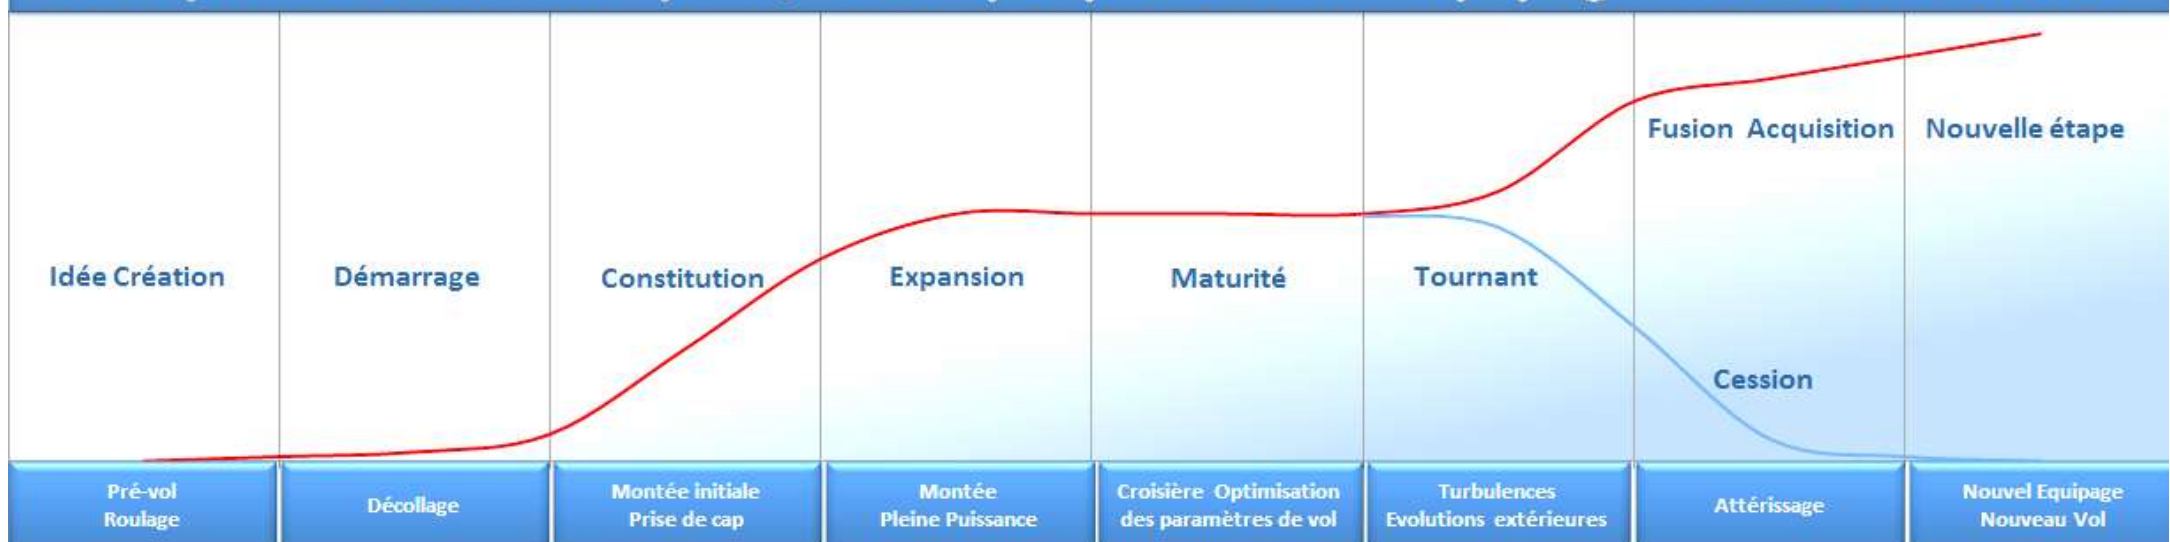 Fusion Acquisition
Nouvelle étape
Idée Création
Démarrage
Constitution
Expansion
Maturité
Tournant
Cession
Pré-vol
Roulage
Décollage
Montée initiale
Prise de cap
Montée
Pleine Puissance
Croisière Optimisation
des paramètres de vol
Turbulences
Evolutions extérieures
Attérissage
Nouvel Equipage
Nouveau Vol